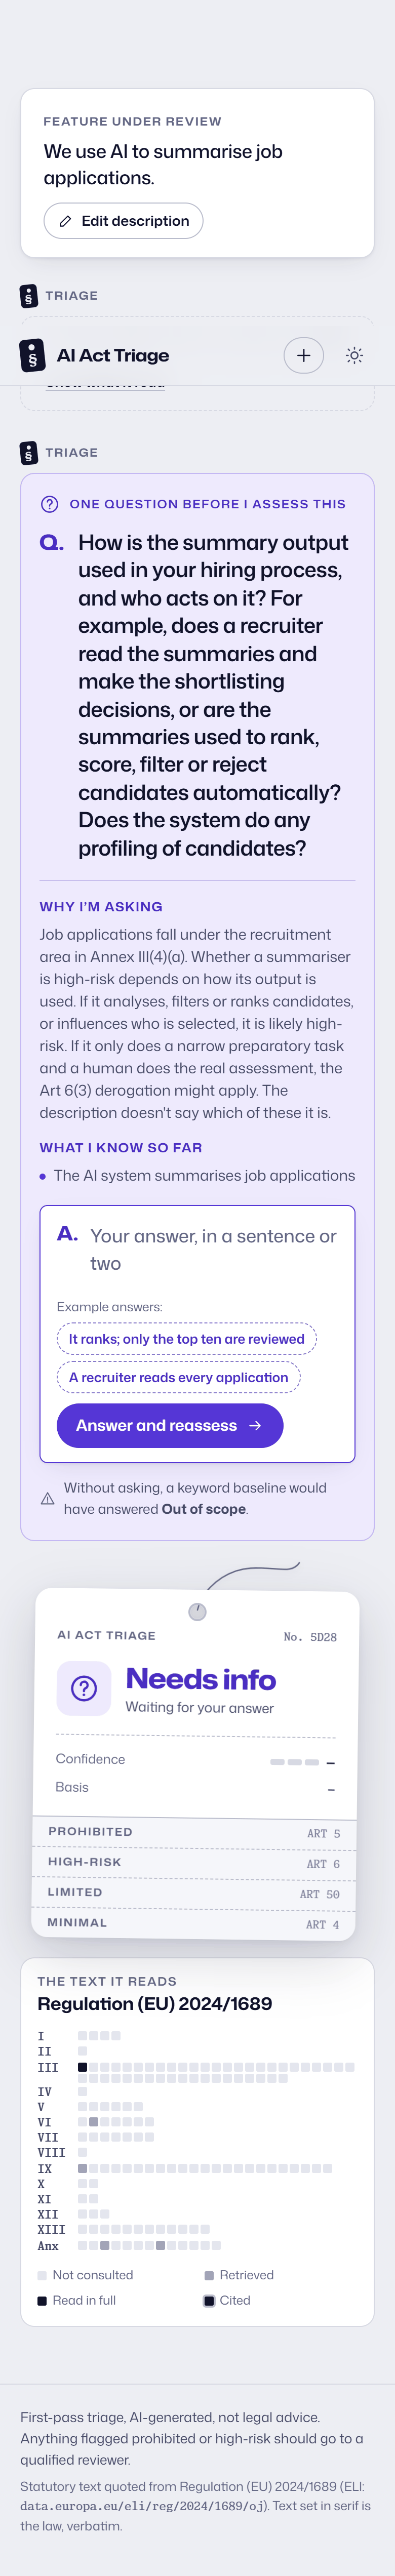 FEATURE UNDER REVIEW
We use AI to summarise job
applications.
Edit description
§ TRIAGE
§ AI Act Triage
Show what it read
§ TRIAGE
ONE QUESTION BEFORE I ASSESS THIS
Q. How is the summary output
used in your hiring process,
and who acts on it? For
example, does a recruiter
read the summaries and
make the shortlisting
decisions, or are the
summaries used to rank,
score, filter or reject
candidates automatically?
Does the system do any
profiling of candidates?
WHY I'M ASKING
Job applications fall under the recruitment
area in Annex III(4)(a). Whether a summariser
is high-risk depends on how its output is
used. If it analyses, filters or ranks candidates,
or influences who is selected, it is likely high-
risk. If it only does a narrow preparatory task
and a human does the real assessment, the
Art 6(3) derogation might apply. The
description doesn't say which of these it is.
WHAT I KNOW SO FAR
The AI system summarises job applications
A. Your answer, in a sentence or
two
Example answers:
It ranks; only the top ten are reviewed
A recruiter reads every application
Answer and reassess →
Without asking, a keyword baseline would
have answered Out of scope.
AI ACT TRIAGE No. 5D28
Needs info
Waiting for your answer
Confidence –
Basis –
PROHIBITED ART 5
HIGH-RISK ART 6
LIMITED ART 50
MINIMAL ART 4
THE TEXT IT READS
Regulation (EU) 2024/1689
I
II
III
IV
V
VI
VII
VIII
IX
X
XI
XII
XIII
Anx
Not consulted Retrieved
Read in full Cited
First-pass triage, AI-generated, not legal advice.
Anything flagged prohibited or high-risk should go to a
qualified reviewer.
Statutory text quoted from Regulation (EU) 2024/1689 (ELI:
data.europa.eu/eli/reg/2024/1689/oj). Text set in serif is
the law, verbatim.